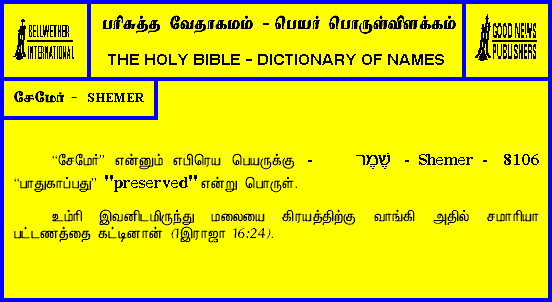 BELLWETHER
INTERNATIONAL
பரிசுத்த வேதாகமம் - பெயர் பொருள்விளக்கம்
THE HOLY BIBLE - DICTIONARY OF NAMES
GOOD NEWS
PUBLISHERS
சேமேர் - SHEMER
“சேமேர்” என்னும் எபிரெய பெயருக்கு - שֶׁמֶר - Shemer - 8106
“பாதுகாப்பது” "preserved" என்று பொருள்.
உம்ரி இவனிடமிருந்து மலையை கிரயத்திற்கு வாங்கி அதில் சமாரியா
பட்டணத்தை கட்டினான் (1இராஜா 16:24).